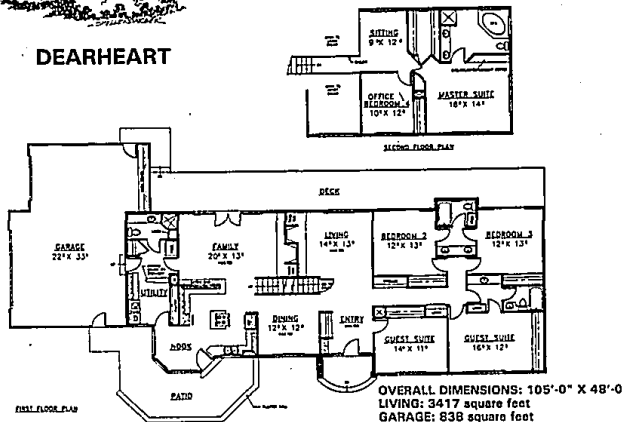 DEARHEART
SITTING
9° X 12°
OFFICE
BEDROOM 4
10° X 12°
MASTER SUITE
18° X 14°
SECOND FLOOR PLAN
DECK
GARAGE
22° X 35°
FAMILY
20° X 13°
LIVING
14° X 13°
BEDROOM 2
12° X 13°
BEDROOM 3
12° X 13°
UTILITY
DINING
12° X 12°
ENTRY
NOOK
GUEST SUITE
14° X 11°
GUEST SUITE
16° X 12°
PATIO
FIRST FLOOR PLAN
OVERALL DIMENSIONS: 105'-0" X 48'-0
LIVING: 3417 square feet
GARAGE: 838 square feet